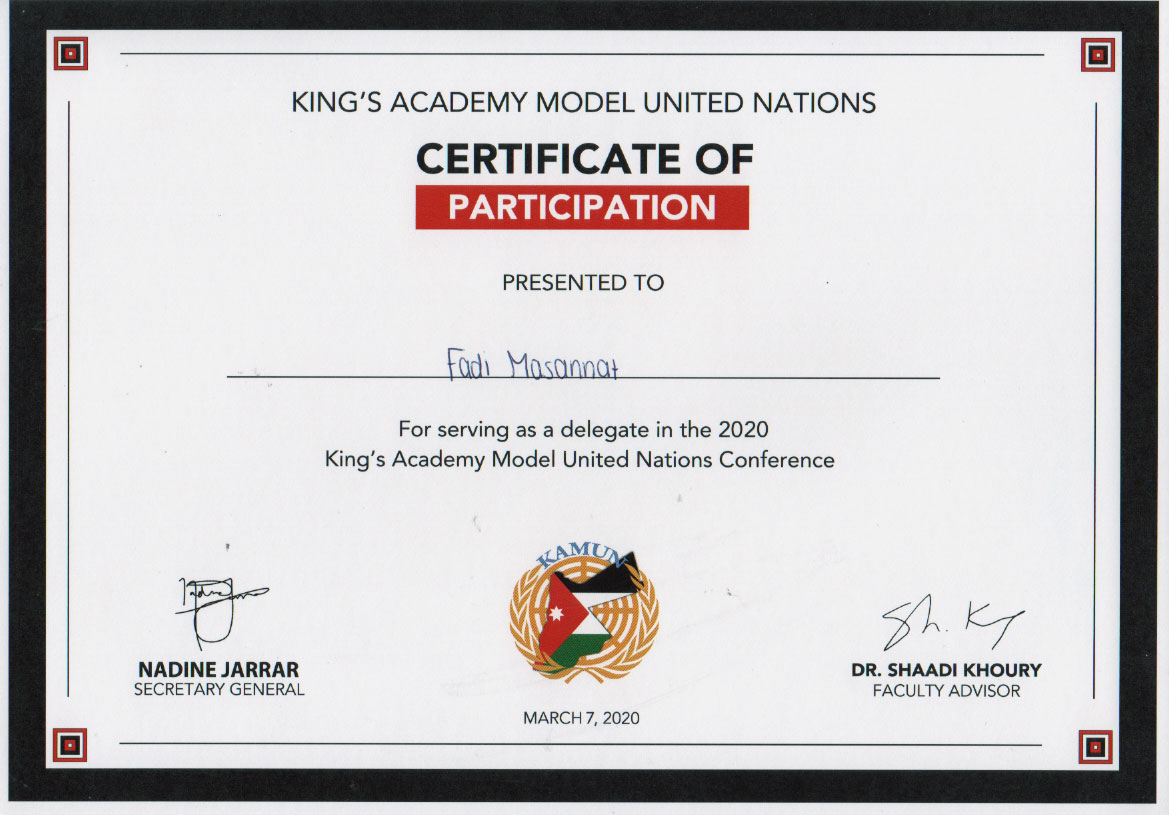 KING'S ACADEMY MODEL UNITED NATIONS
CERTIFICATE OF
PARTICIPATION
PRESENTED TO
Fadi Masannat
For serving as a delegate in the 2020
King's Academy Model United Nations Conference
KAMUN
NADINE JARRAR
SECRETARY GENERAL
Sh. Ky
DR. SHAADI KHOURY
FACULTY ADVISOR
MARCH 7, 2020